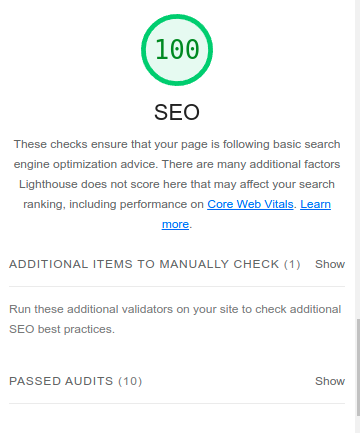 100
SEO
These checks ensure that your page is following basic search
engine optimization advice. There are many additional factors
Lighthouse does not score here that may affect your search
ranking, including performance on Core Web Vitals. Learn
more.
ADDITIONAL ITEMS TO MANUALLY CHECK (1) Show
Run these additional validators on your site to check additional
SEO best practices.
PASSED AUDITS (10) Show